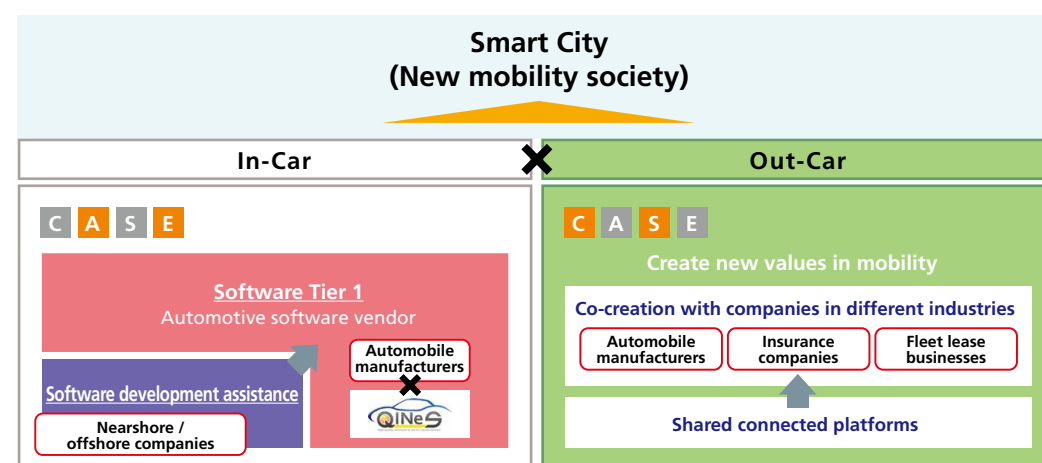 Smart City
(New mobility society)
In-Car
Out-Car
C A S E
Software Tier 1
Automotive software vendor
Automobile
manufacturers
QINeS
Software development assistance
Nearshore /
offshore companies
C A S E
Create new values in mobility
Co-creation with companies in different industries
Automobile
manufacturers
Insurance
companies
Fleet lease
businesses
Shared connected platforms